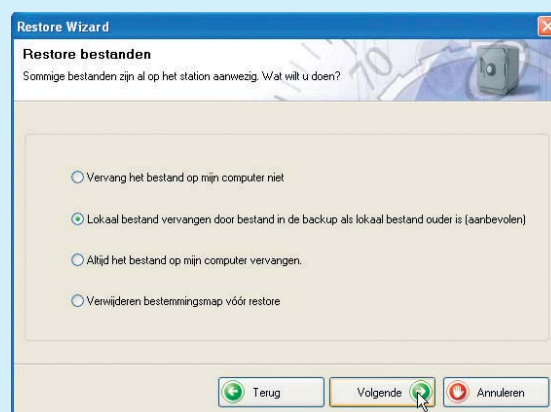 Restore Wizard
Restore bestanden
Sommige bestanden zijn al op het station aanwezig. Wat wilt u doen?
70
Vervang het bestand op mijn computer niet
Lokaal bestand vervangen door bestand in de backup als lokaal bestand ouder is (aanbevolen)
Altijd het bestand op mijn computer vervangen.
Verwijderen bestemmingsmap vóór restore
Terug
Volgende
Annuleren